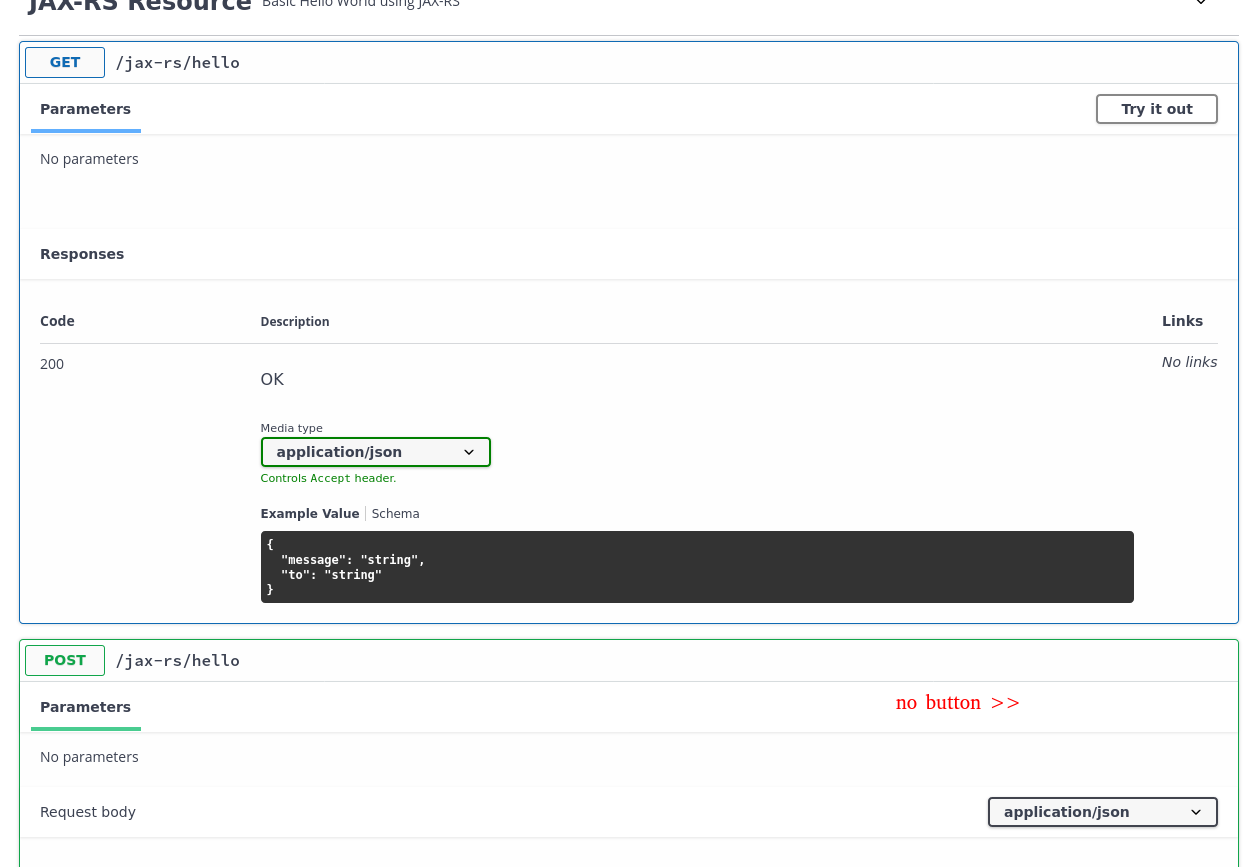 JAX-RS Resource Basic Hello World using JAX-RS
GET /jax-rs/hello
Parameters Try it out
No parameters
Responses
Code Description Links
200 No links
OK
Media type
application/json
Controls Accept header.
Example Value Schema
{
"message": "string",
"to": "string"
}
POST /jax-rs/hello
Parameters no button >>
No parameters
Request body application/json